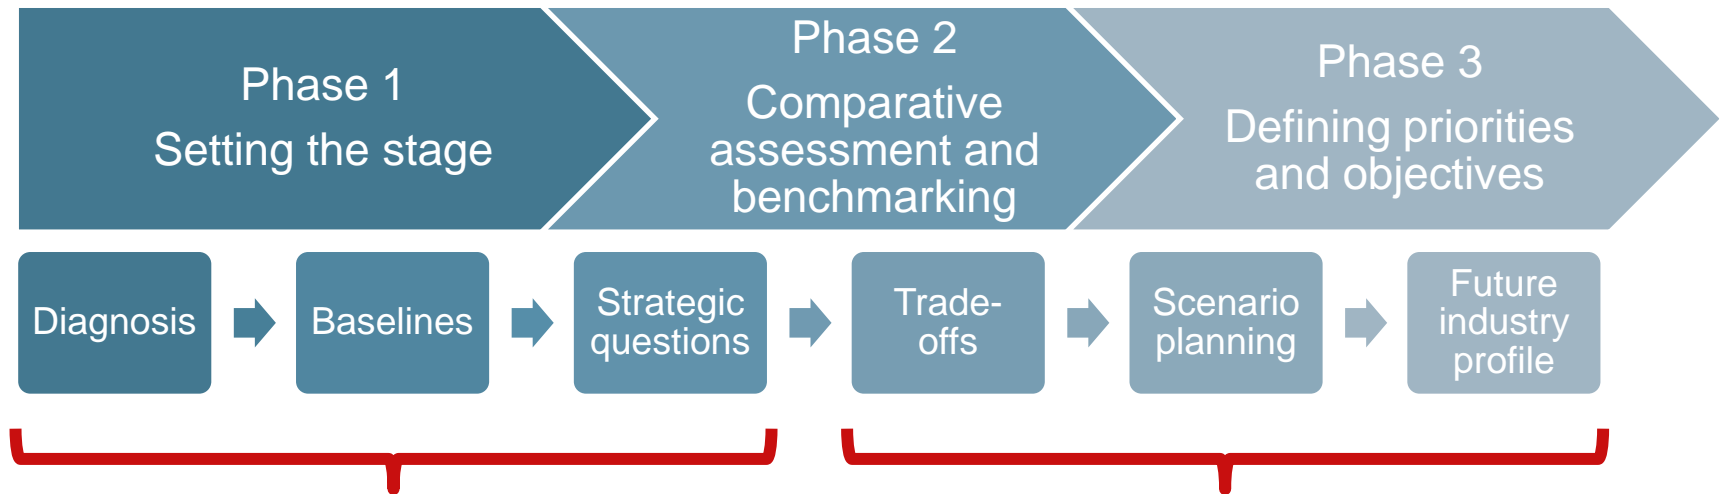 Phase 1
Setting the stage
Phase 2
Comparative
assessment and
benchmarking
Phase 3
Defining priorities
and objectives
Diagnosis
Baselines
Strategic
questions
Trade-
offs
Scenario
planning
Future
industry
profile